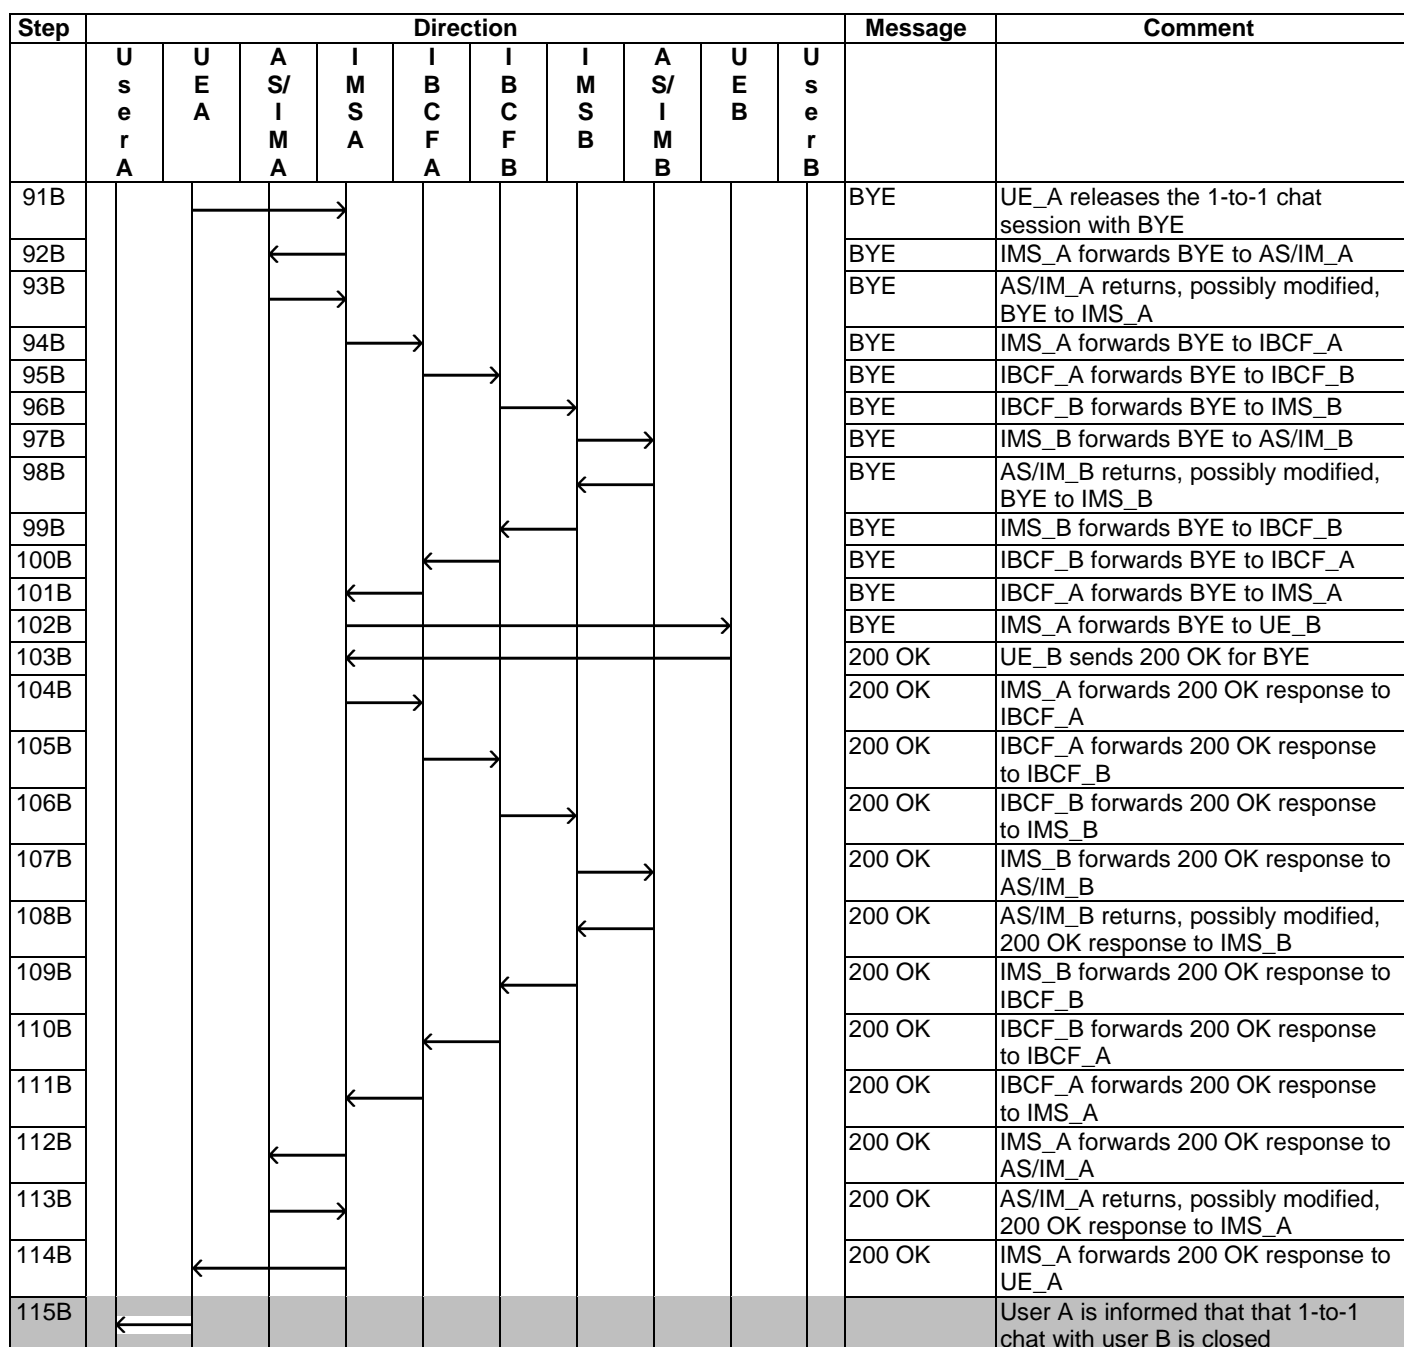 Step Direction Message Comment
U U A I I I I A U U
s E S/ M B B M S/ E s
e A I S C C S I B e
r M A F F B M r
A A A B B B
91B BYE UE_A releases the 1-to-1 chat
session with BYE
92B BYE IMS_A forwards BYE to AS/IM_A
93B BYE AS/IM_A returns, possibly modified,
BYE to IMS_A
94B BYE IMS_A forwards BYE to IBCF_A
95B BYE IBCF_A forwards BYE to IBCF_B
96B BYE IBCF_B forwards BYE to IMS_B
97B BYE IMS_B forwards BYE to AS/IM_B
98B BYE AS/IM_B returns, possibly modified,
BYE to IMS_B
99B BYE IMS_B forwards BYE to IBCF_B
100B BYE IBCF_B forwards BYE to IBCF_A
101B BYE IBCF_A forwards BYE to IMS_A
102B BYE IMS_A forwards BYE to UE_B
103B 200 OK UE_B sends 200 OK for BYE
104B 200 OK IMS_A forwards 200 OK response to
IBCF_A
105B 200 OK IBCF_A forwards 200 OK response
to IBCF_B
106B 200 OK IBCF_B forwards 200 OK response
to IMS_B
107B 200 OK IMS_B forwards 200 OK response to
AS/IM_B
108B 200 OK AS/IM_B returns, possibly modified,
200 OK response to IMS_B
109B 200 OK IMS_B forwards 200 OK response to
IBCF_B
110B 200 OK IBCF_B forwards 200 OK response
to IBCF_A
111B 200 OK IBCF_A forwards 200 OK response
to IMS_A
112B 200 OK IMS_A forwards 200 OK response to
AS/IM_A
113B 200 OK AS/IM_A returns, possibly modified,
200 OK response to IMS_A
114B 200 OK IMS_A forwards 200 OK response to
UE_A
115B User A is informed that that 1-to-1
chat with user B is closed